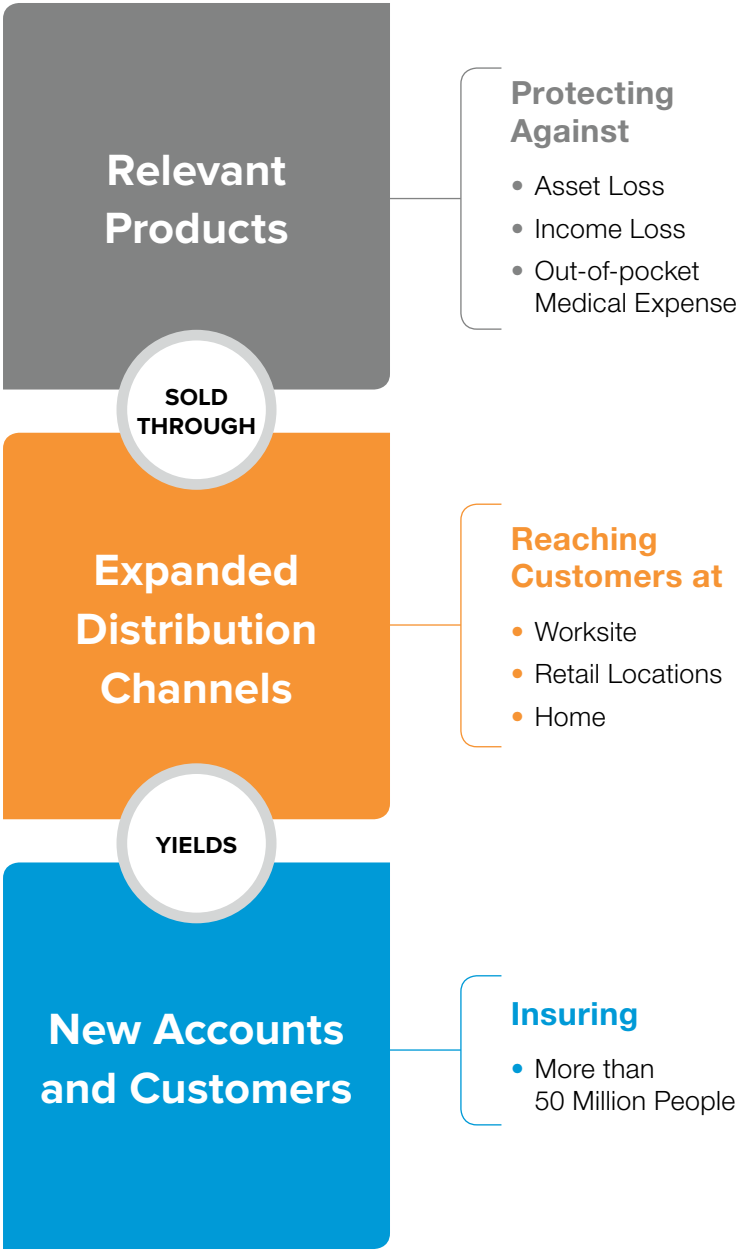 Relevant
Products
Protecting
Against
• Asset Loss
• Income Loss
• Out-of-pocket
Medical Expense
SOLD
THROUGH
Expanded
Distribution
Channels
Reaching
Customers at
• Worksite
• Retail Locations
• Home
YIELDS
New Accounts
and Customers
Insuring
• More than
50 Million People